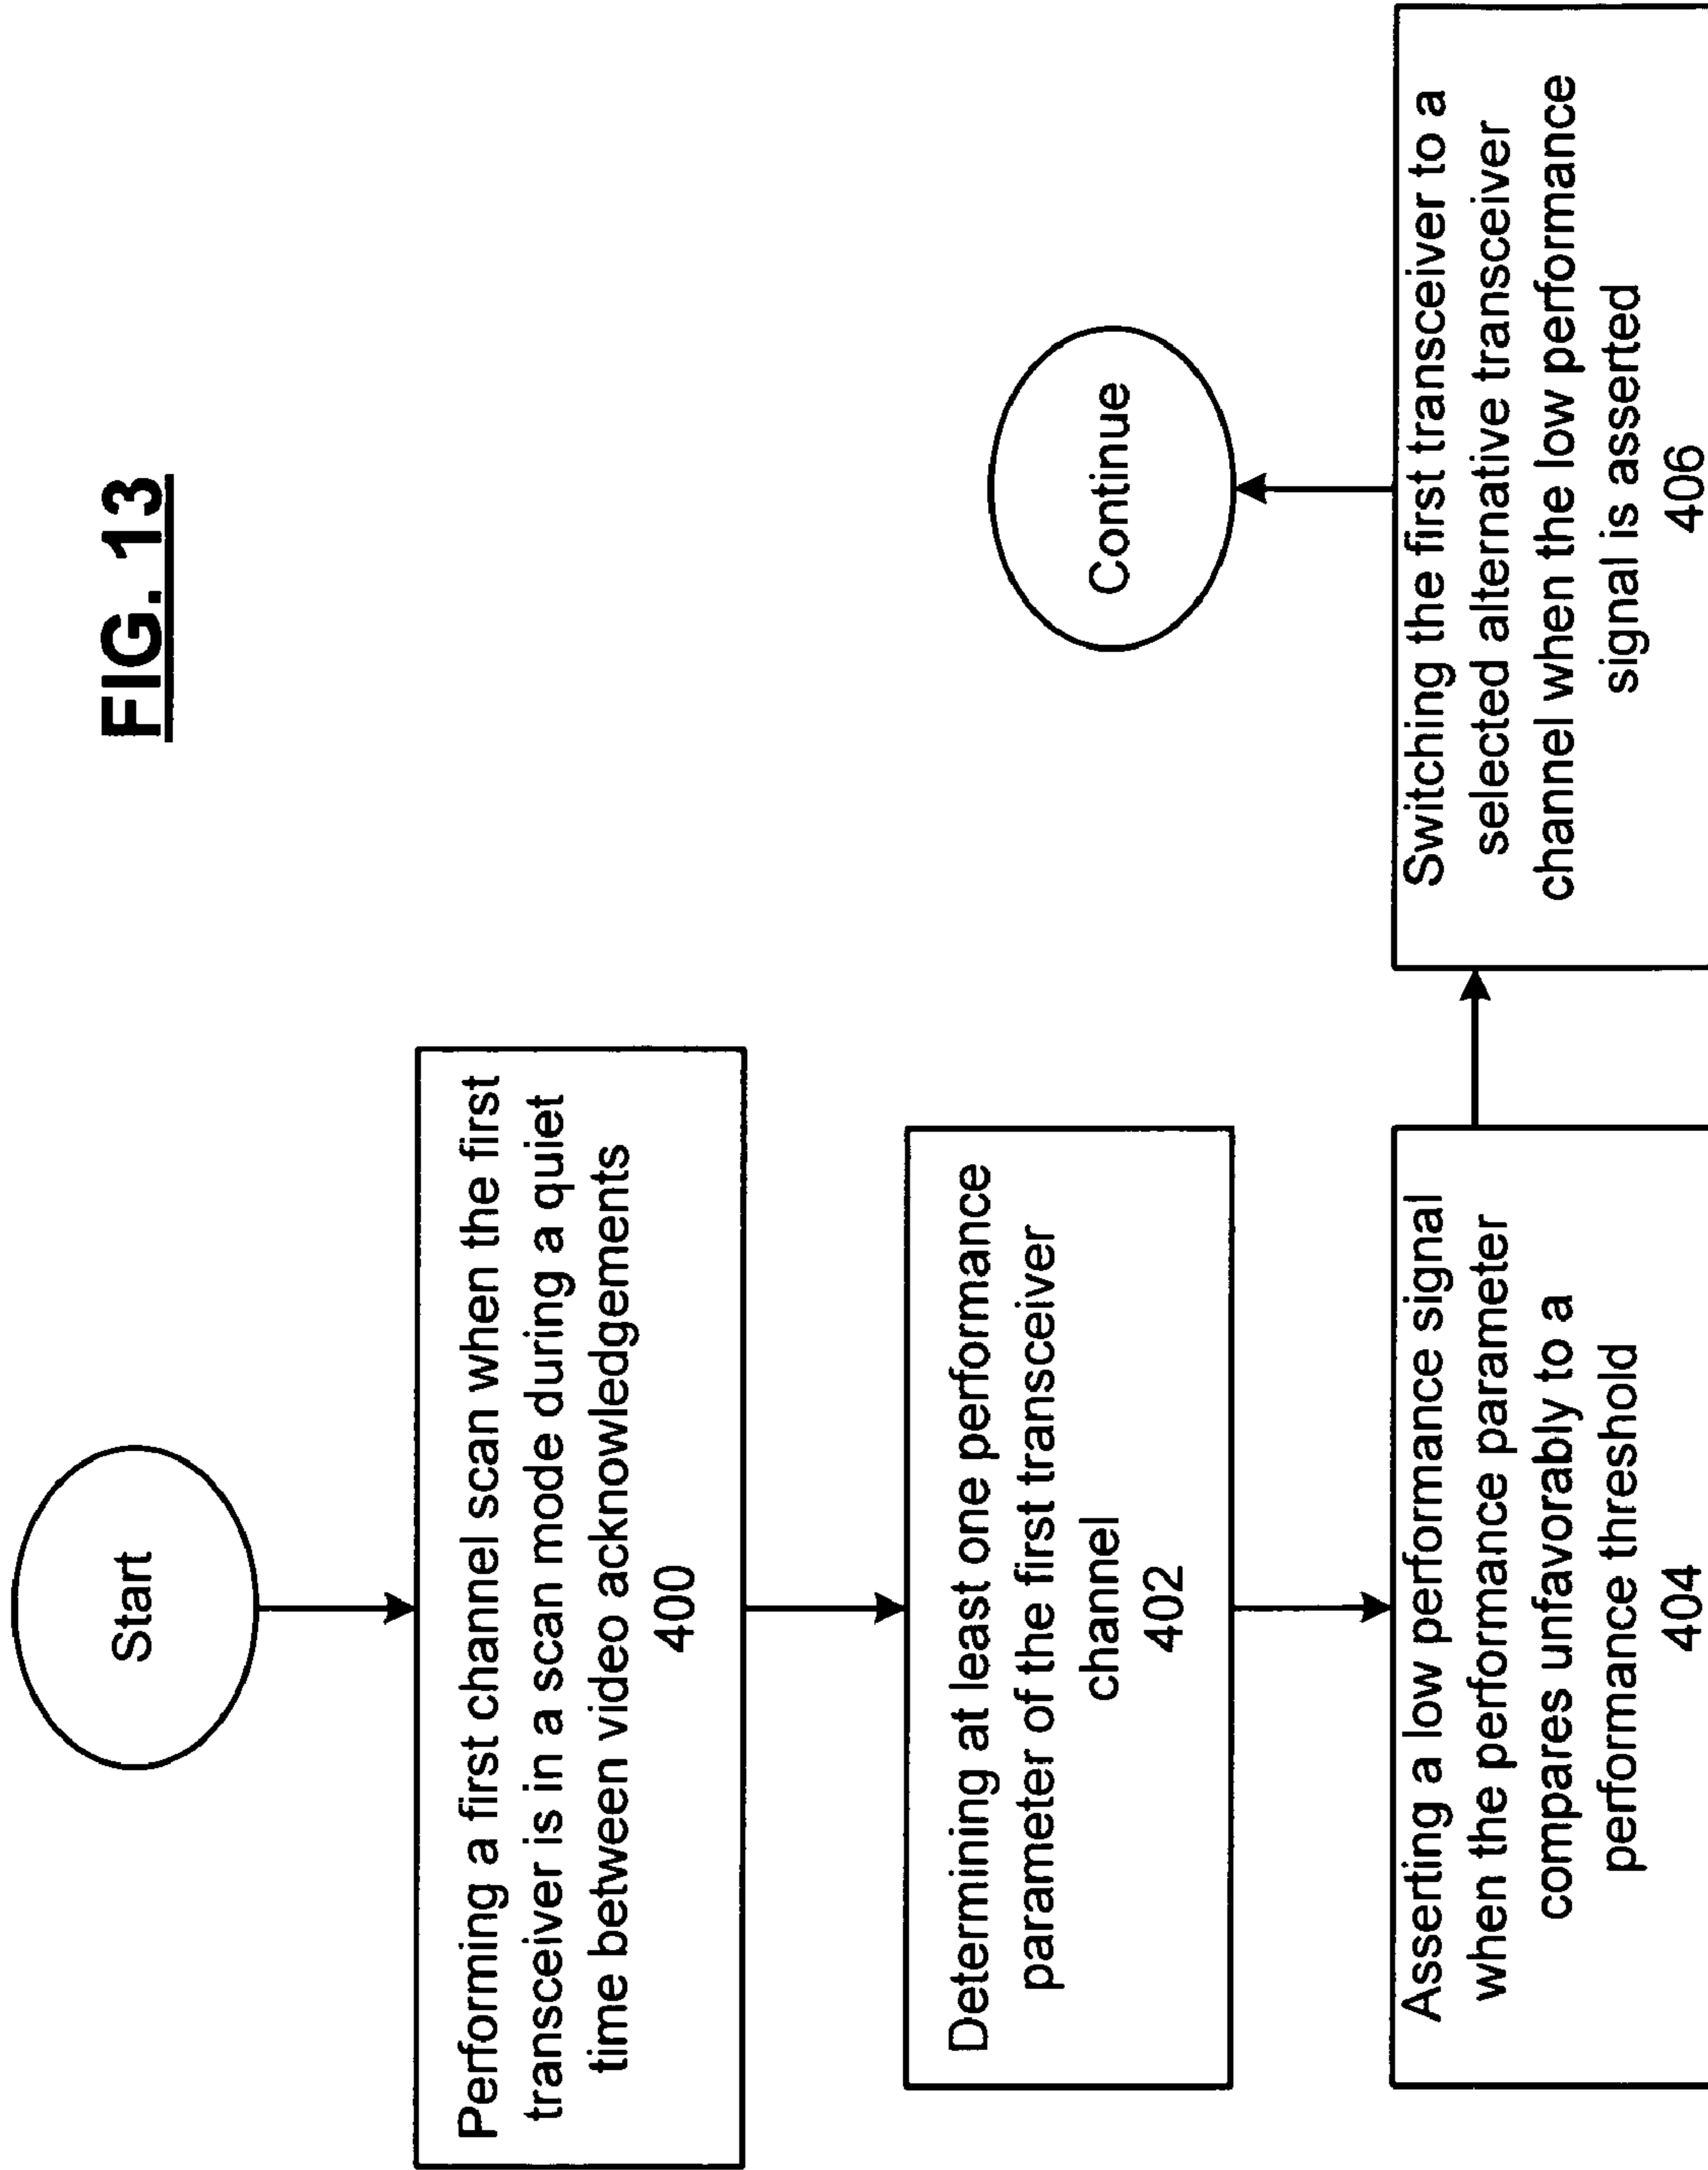 FIG. 13
Start
Performing a first channel scan when the first
transceiver is in a scan mode during a quiet
time between video acknowledgements
400
Determining at least one performance
parameter of the first transceiver
channel
402
Asserting a low performance signal
when the performance parameter
compares unfavorably to a
performance threshold
404
Switching the first transceiver to a
selected alternative transceiver
channel when the low performance
signal is asserted
406
Continue